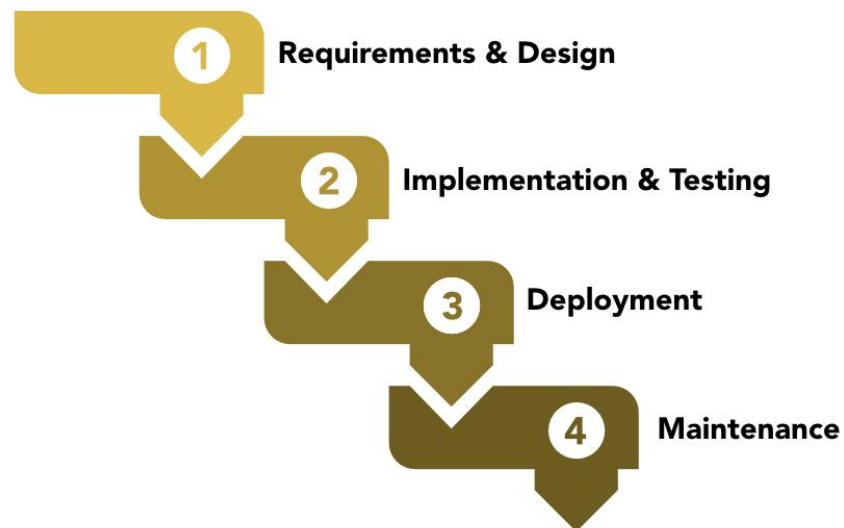 1 Requirements & Design
2 Implementation & Testing
3 Deployment
4 Maintenance